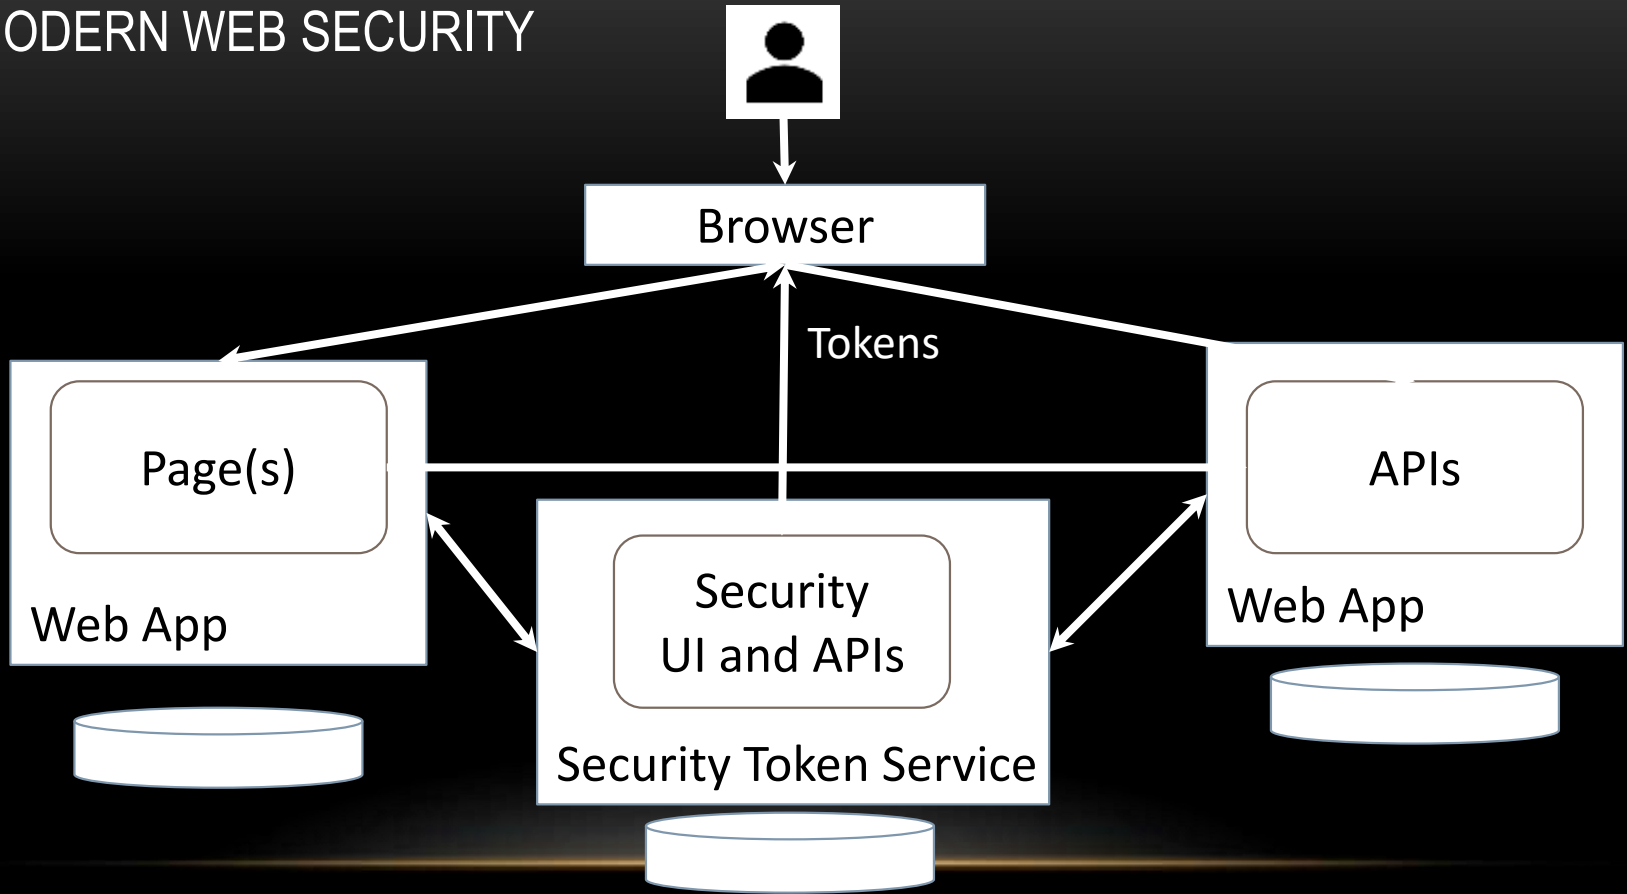 ODERN WEB SECURITY
Browser
Tokens
Page(s)
APIs
Web App
Security
UI and APIs
Web App
Security Token Service